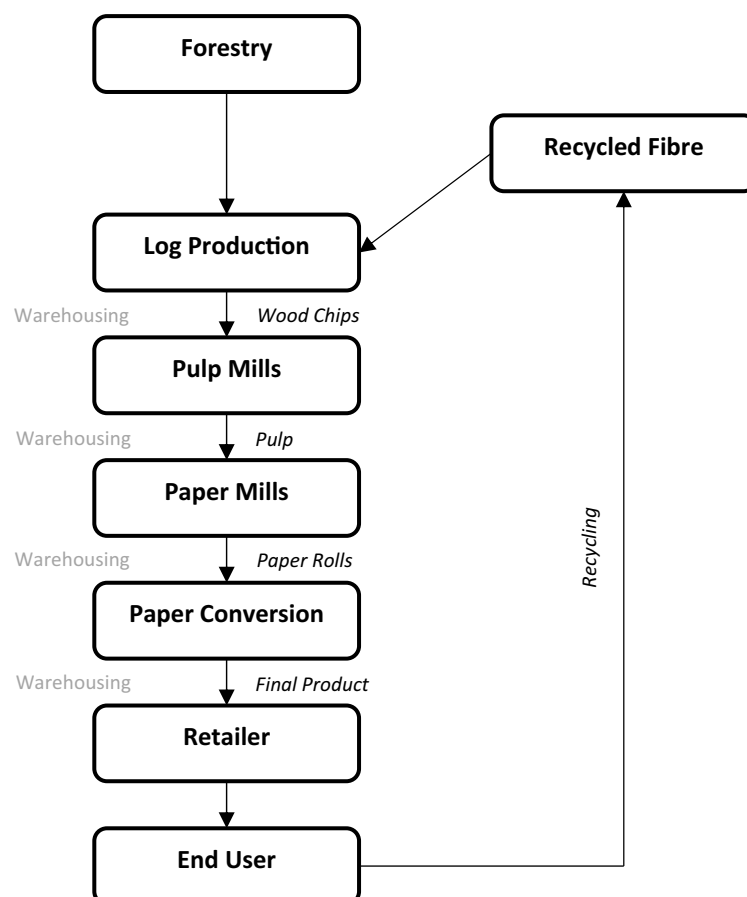 Forestry
Recycled Fibre
Log Production
Warehousing
Wood Chips
Pulp Mills
Warehousing
Pulp
Paper Mills
Recycling
Warehousing
Paper Rolls
Paper Conversion
Warehousing
Final Product
Retailer
End User